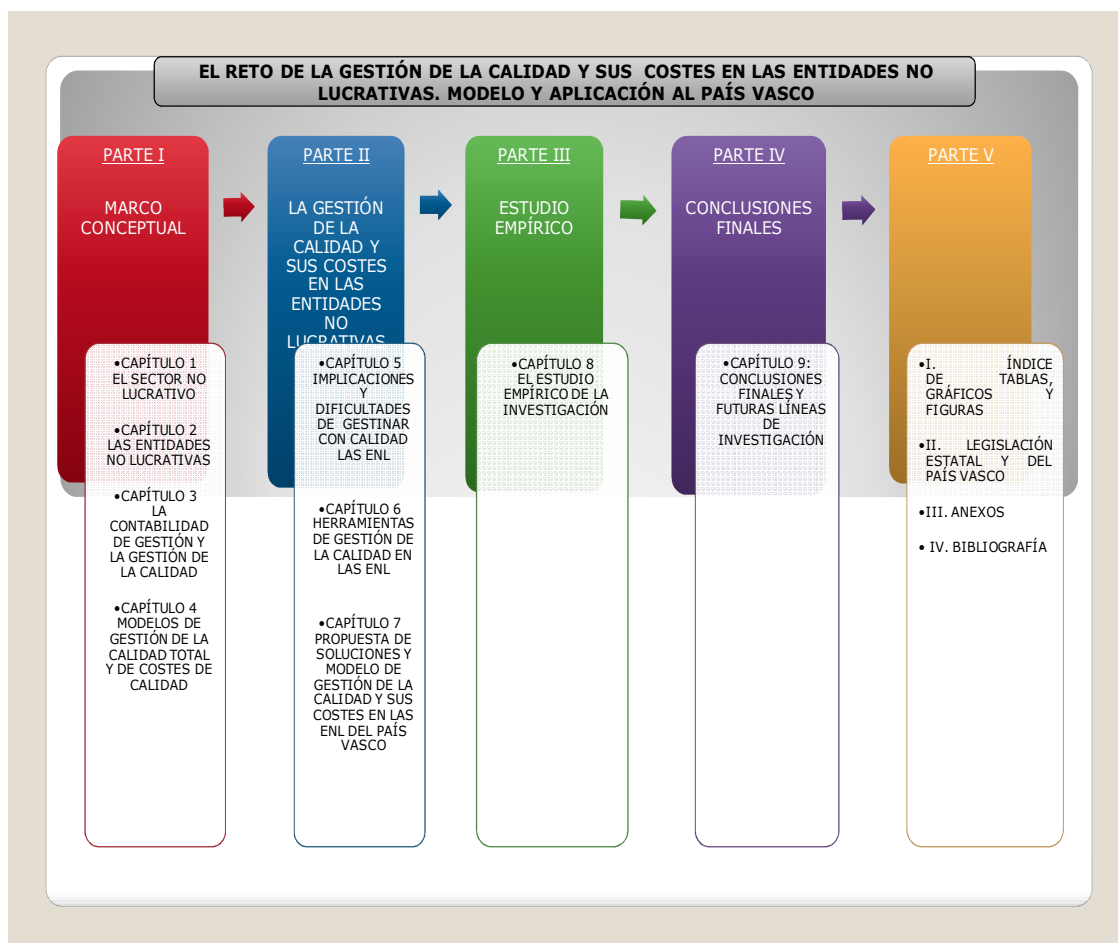 EL RETO DE LA GESTIÓN DE LA CALIDAD Y SUS COSTES EN LAS ENTIDADES NO
LUCRATIVAS. MODELO Y APLICACIÓN AL PAÍS VASCO
PARTE I
MARCO
CONCEPTUAL
•CAPÍTULO 1
EL SECTOR NO
LUCRATIVO
•CAPÍTULO 2
LAS ENTIDADES
NO LUCRATIVAS
•CAPÍTULO 3
LA
CONTABILIDAD
DE GESTIÓN Y
LA GESTIÓN DE
LA CALIDAD
•CAPÍTULO 4
MODELOS DE
GESTIÓN DE LA
CALIDAD TOTAL
Y DE COSTES DE
CALIDAD
PARTE II
LA GESTIÓN
DE LA
CALIDAD Y
SUS COSTES
EN LAS
ENTIDADES
NO
LUCRATIVAS
•CAPÍTULO 5
IMPLICACIONES
Y
DIFICULTADES
DE GESTINAR
CON CALIDAD
LAS ENL
•CAPÍTULO 6
HERRAMIENTAS
DE GESTIÓN DE
LA CALIDAD EN
LAS ENL
•CAPÍTULO 7
PROPUESTA DE
SOLUCIONES Y
MODELO DE
GESTIÓN DE LA
CALIDAD Y SUS
COSTES EN LAS
ENL DEL PAÍS
VASCO
PARTE III
ESTUDIO
EMPÍRICO
•CAPÍTULO 8
EL ESTUDIO
EMPÍRICO DE LA
INVESTIGACIÓN
PARTE IV
CONCLUSIONES
FINALES
•CAPÍTULO 9:
CONCLUSIONES
FINALES Y
FUTURAS LÍNEAS
DE
INVESTIGACIÓN
PARTE V
•I. ÍNDICE
DE TABLAS,
GRÁFICOS Y
FIGURAS
•II. LEGISLACIÓN
ESTATAL Y DEL
PAÍS VASCO
•III. ANEXOS
• IV. BIBLIOGRAFÍA